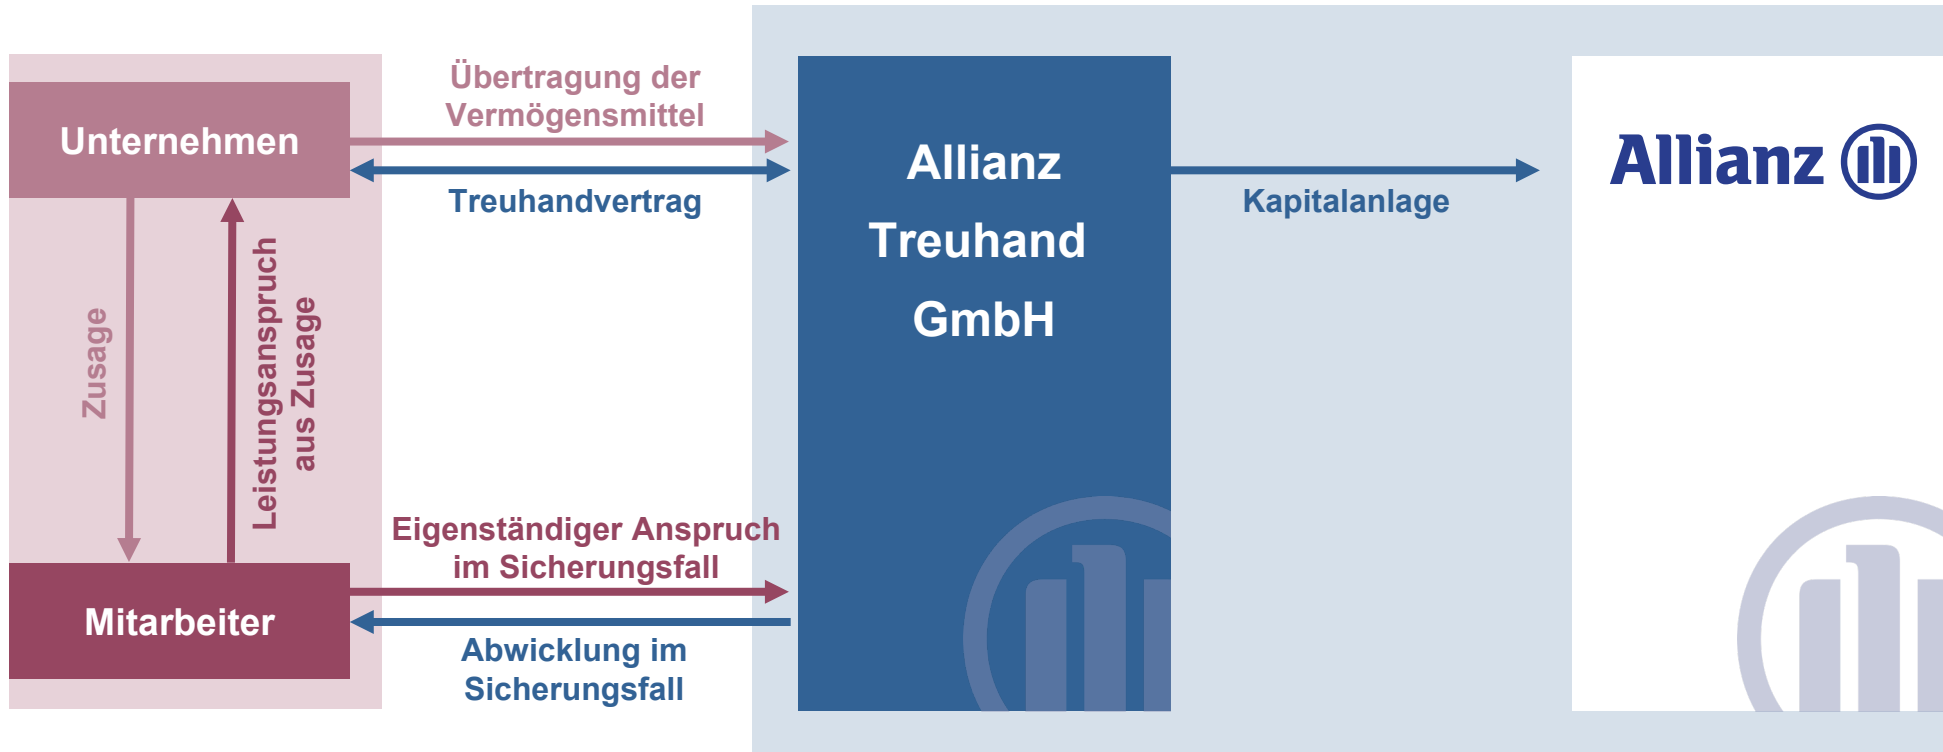 Unternehmen
Übertragung der
Vermögensmittel
Treuhandvertrag
Allianz
Treuhand
GmbH
Kapitalanlage
Allianz
Zusage
Leistungsanspruch
aus Zusage
Eigenständiger Anspruch
im Sicherungsfall
Mitarbeiter
Abwicklung im
Sicherungsfall